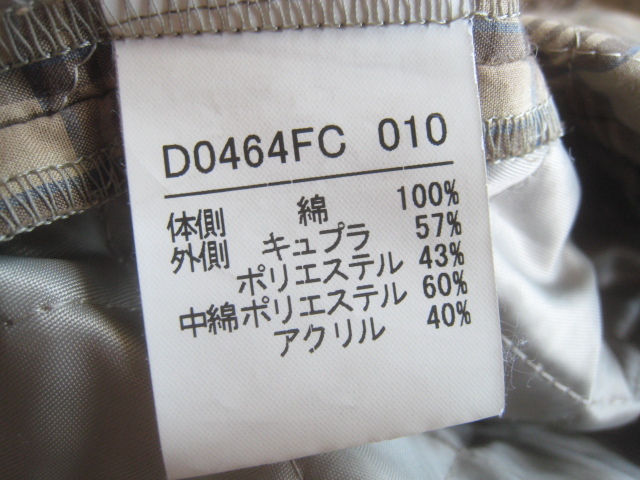 D0464FC 010
体側 綿 100%
外側 キュプラ 57%
ポリエステル 43%
中綿ポリエステル 60%
アクリル 40%